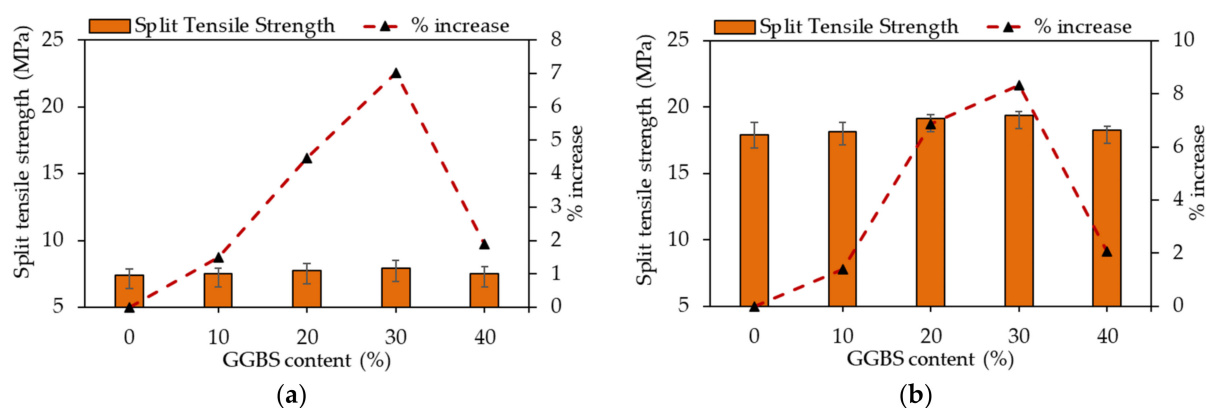 Split Tensile Strength
% increase
Split tensile strength (MPa)
25
20
15
10
5
8
7
6
5
4
3
2
1
0
% increase
0 10 20 30 40
GGBS content (%)
(a)
Split Tensile Strength
% increase
Split tensile strength (MPa)
25
20
15
10
5
10
8
6
4
2
0
% increase
0 10 20 30 40
GGBS content (%)
(b)